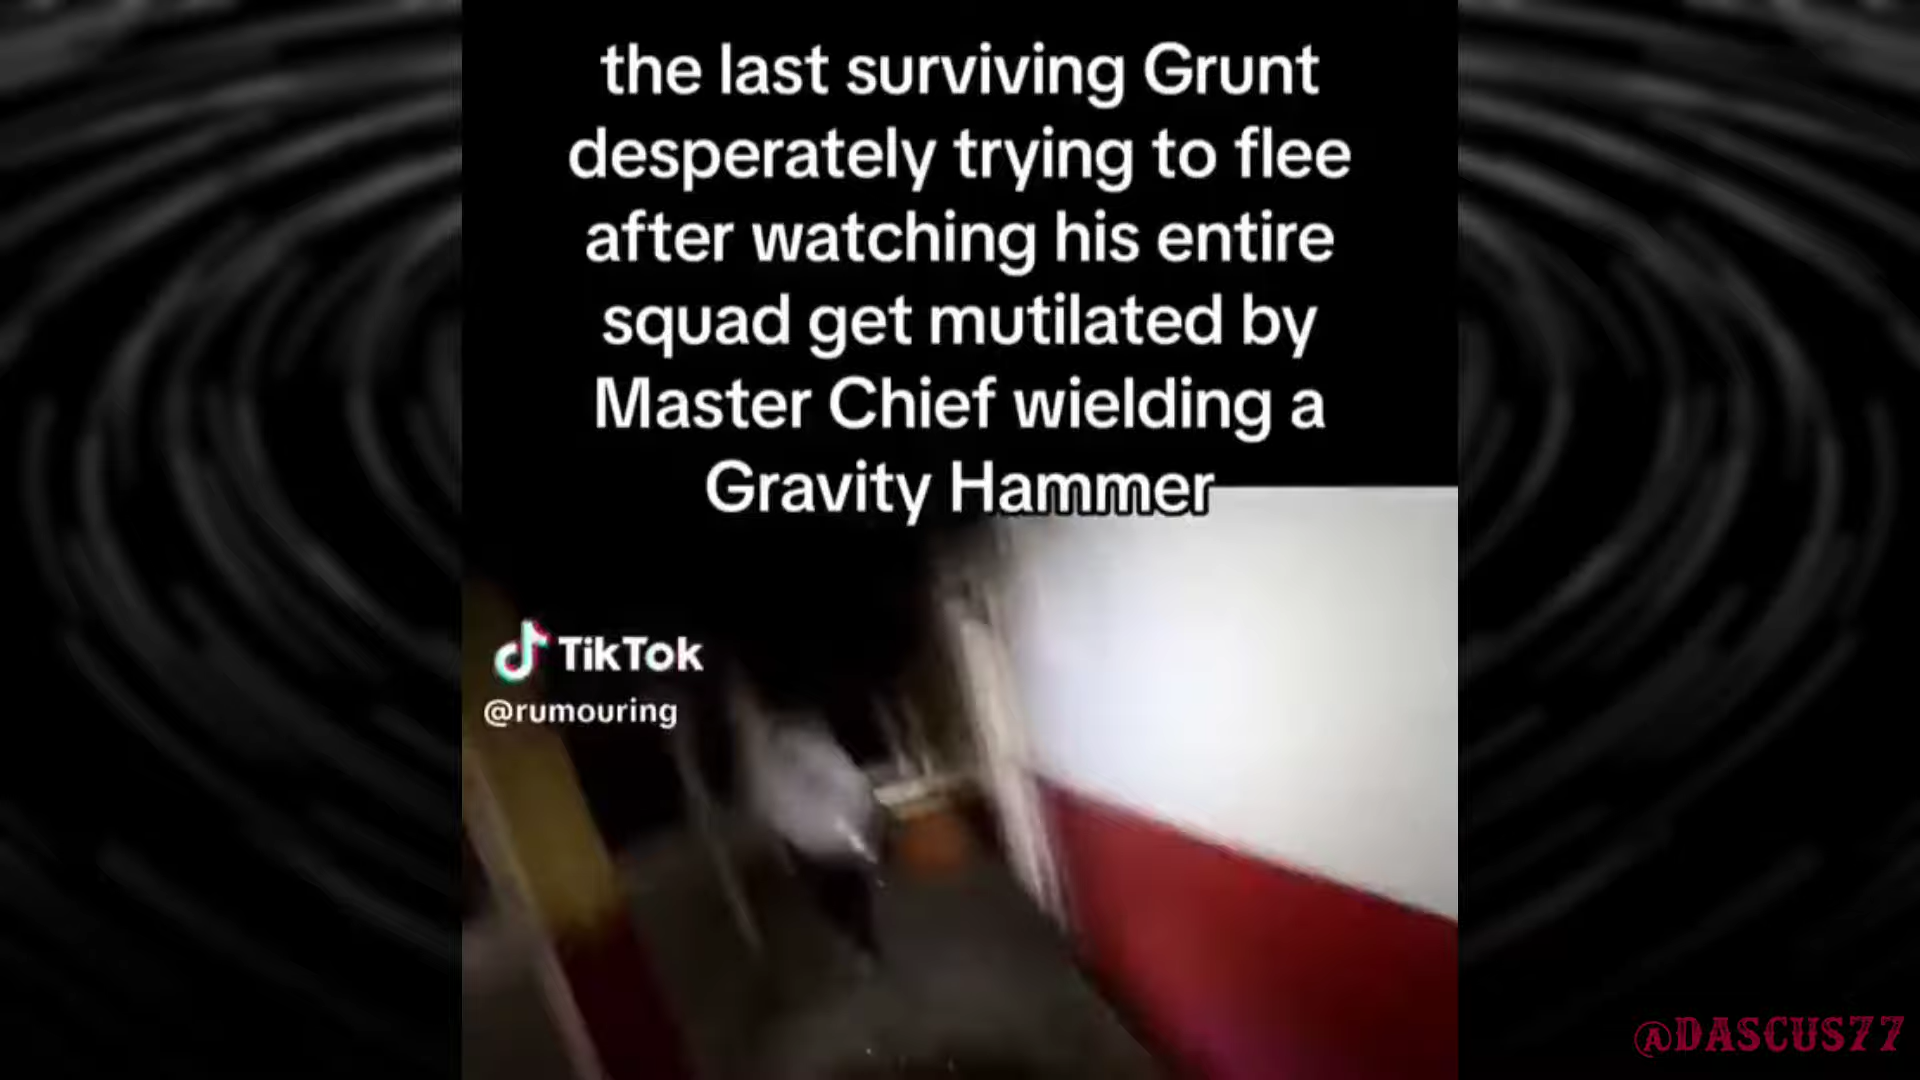 the last surviving Grunt
desperately trying to flee
after watching his entire
squad get mutilated by
Master Chief wielding a
Gravity Hammer
TikTok
@rumouring
@DASCUS77